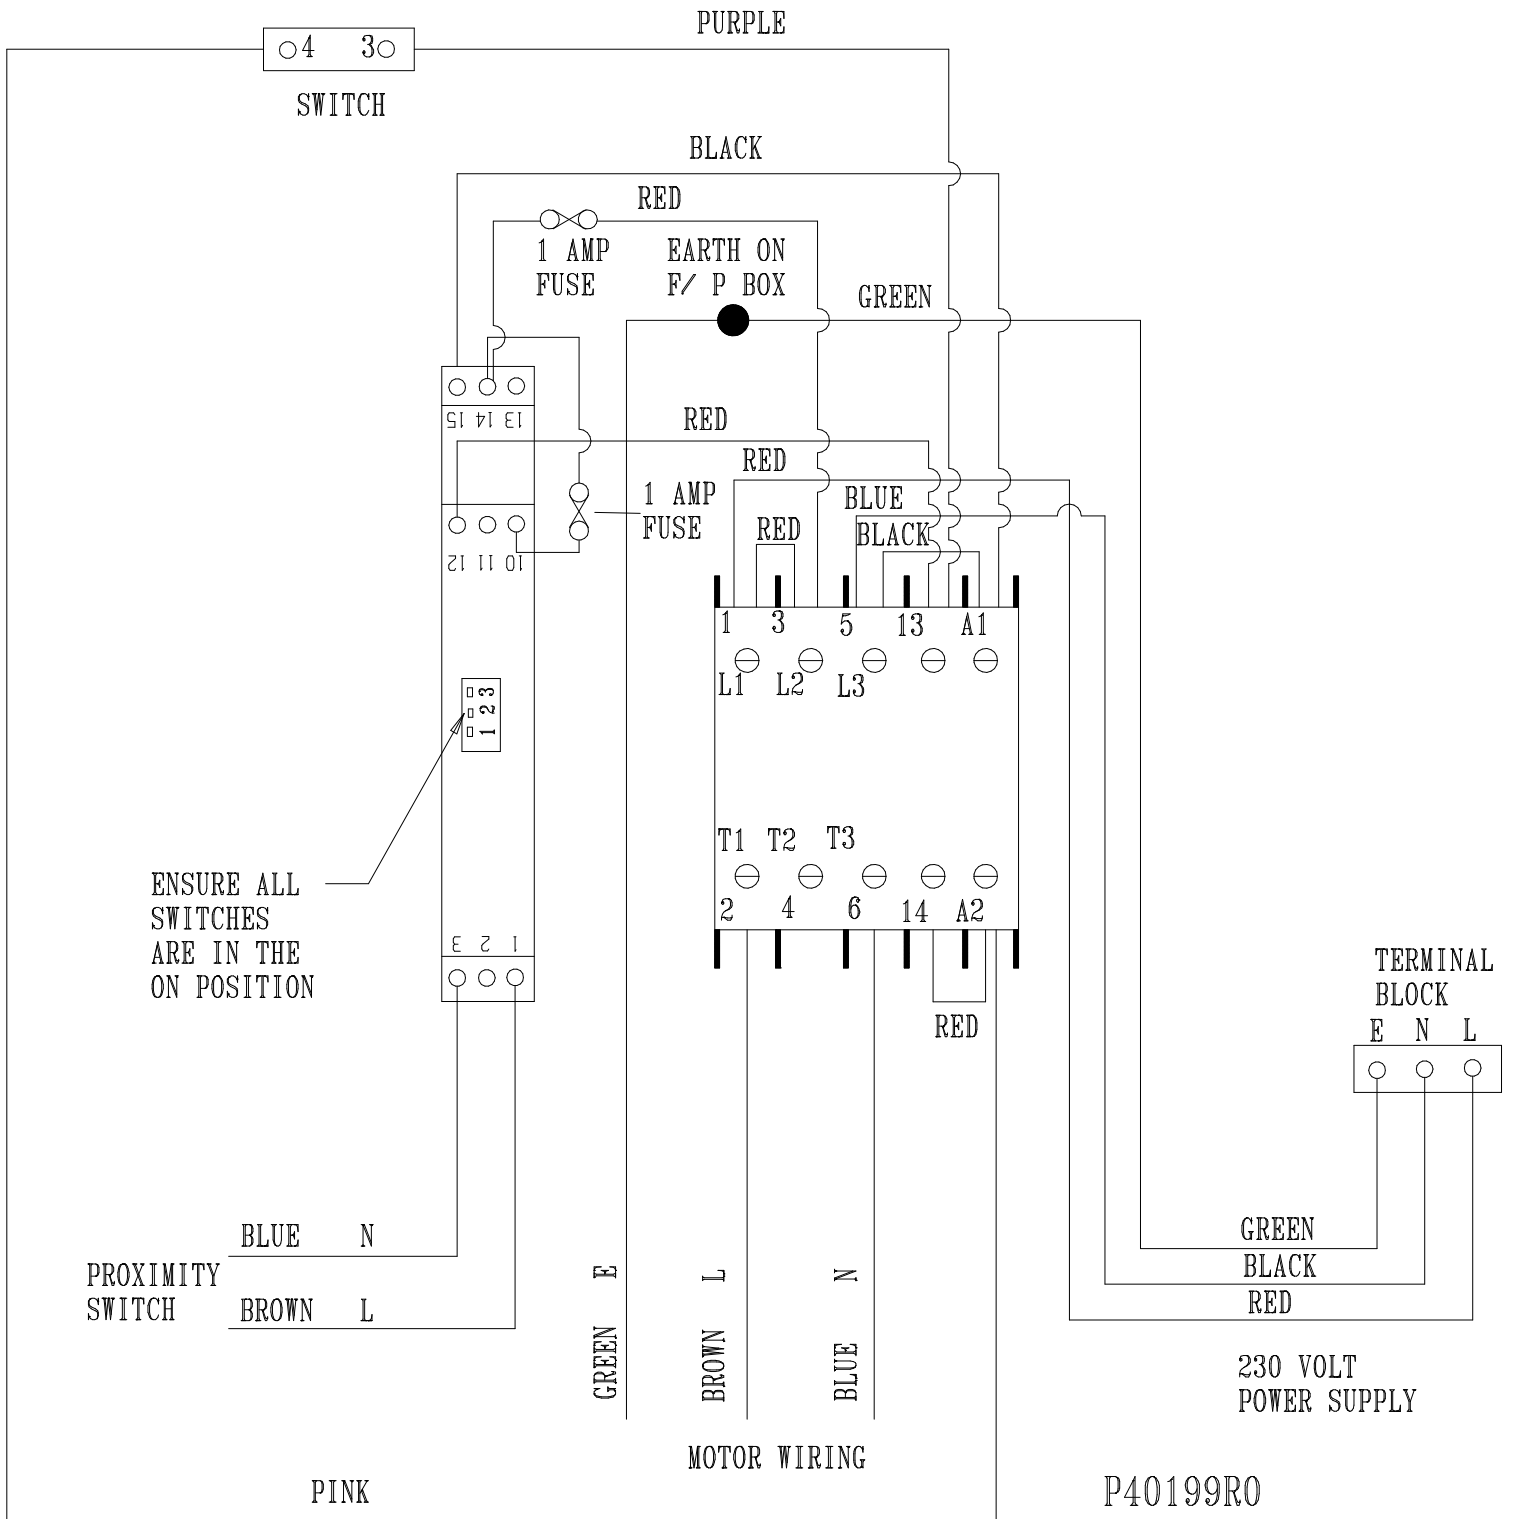 PURPLE
4 3
SWITCH
BLACK
RED
1 AMP
FUSE
EARTH ON
F/ P BOX
GREEN
15 14 13
RED
RED
1 AMP
FUSE
BLUE
RED
BLACK
12 11 10
1 3 5 13 A1
L1 L2 L3
1 2 3
T1 T2 T3
2 4 6 14 A2
ENSURE ALL
SWITCHES
ARE IN THE
ON POSITION
3 2 1
RED
TERMINAL
BLOCK
E N L
BLUE N
PROXIMITY
SWITCH
BROWN L
GREEN E
BROWN L
BLUE N
GREEN
BLACK
RED
230 VOLT
POWER SUPPLY
MOTOR WIRING
PINK
P40199R0